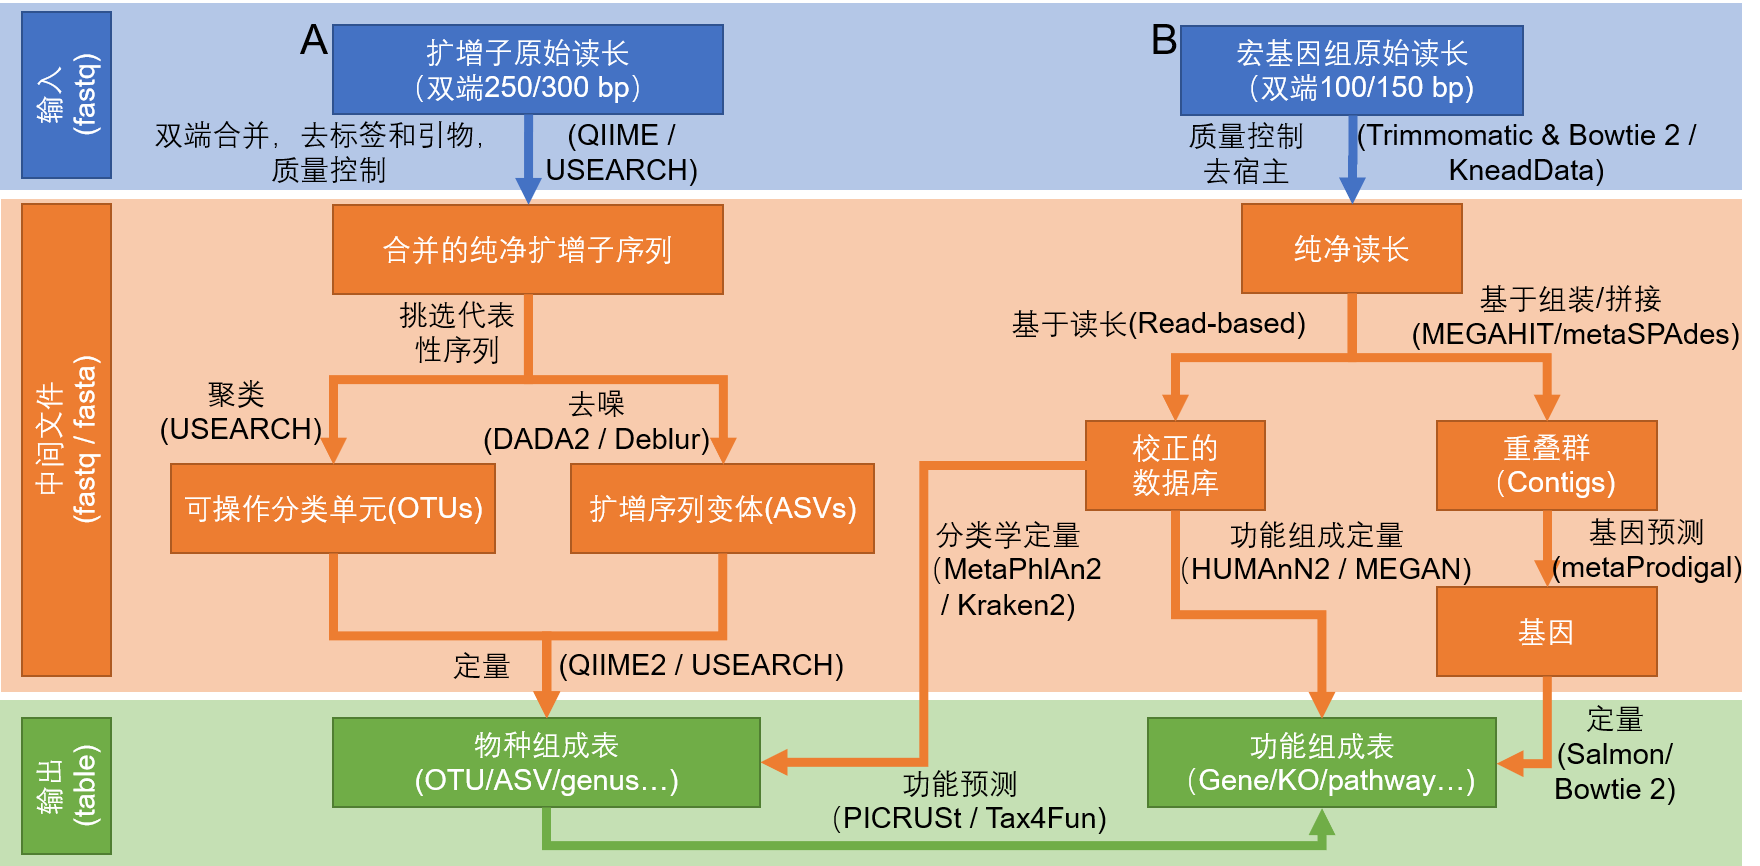 输入
(fastq)
A
扩增子原始读长
（双端250/300 bp）
双端合并，去标签和引物，
质量控制
(QIIME /
USEARCH)
B
宏基因组原始读长
（双端100/150 bp)
质量控制
去宿主
(Trimmomatic & Bowtie 2 /
KneadData)
中间文件
(fastq / fasta)
合并的纯净扩增子序列
挑选代表
性序列
聚类
(USEARCH)
去噪
(DADA2 / Deblur)
可操作分类单元(OTUs)
扩增序列变体(ASVs)
定量
(QIIME2 / USEARCH)
纯净读长
基于读长(Read-based)
基于组装/拼接
(MEGAHIT/metaSPAdes)
校正的
数据库
重叠群
（Contigs)
分类学定量
（MetaPhlAn2
/ Kraken2)
功能组成定量
（HUMAnN2 / MEGAN)
基因预测
(metaProdigal)
基因
输出
(table)
物种组成表
(OTU/ASV/genus…)
功能预测
（PICRUSt / Tax4Fun)
功能组成表
（Gene/KO/pathway…)
定量
(Salmon/
Bowtie 2)